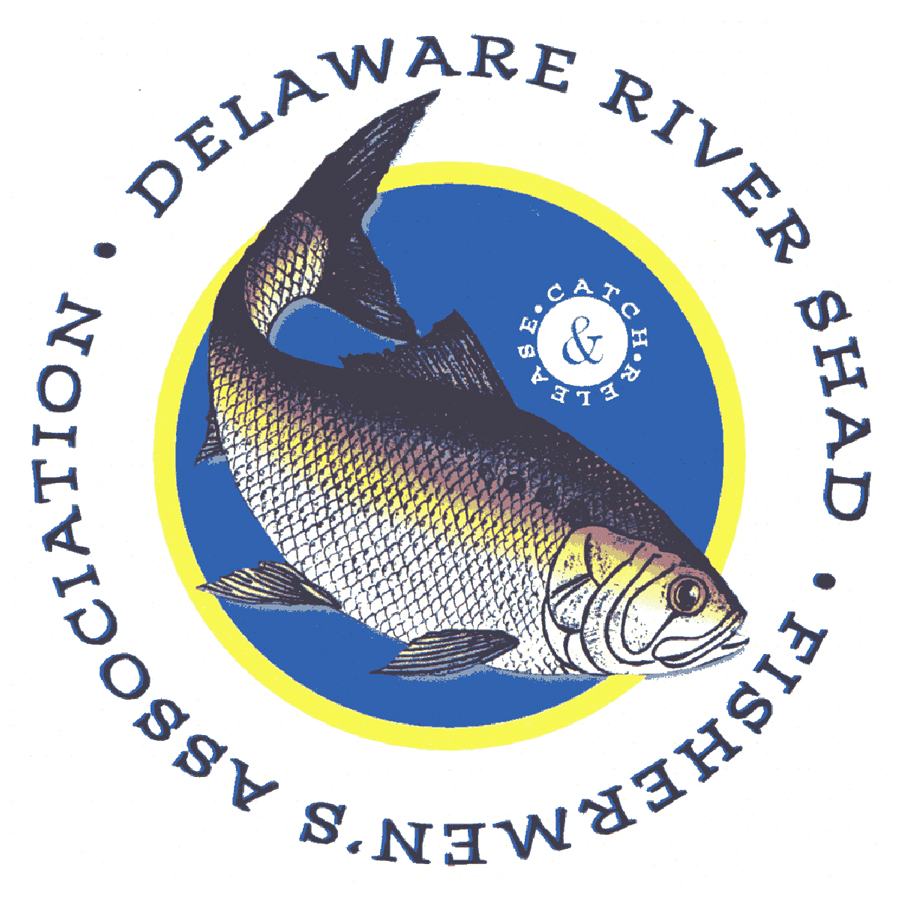 DELAWARE RIVER SHAD • FISHERMEN'S ASSOCIATION •
CATCH • RELEASE •
&